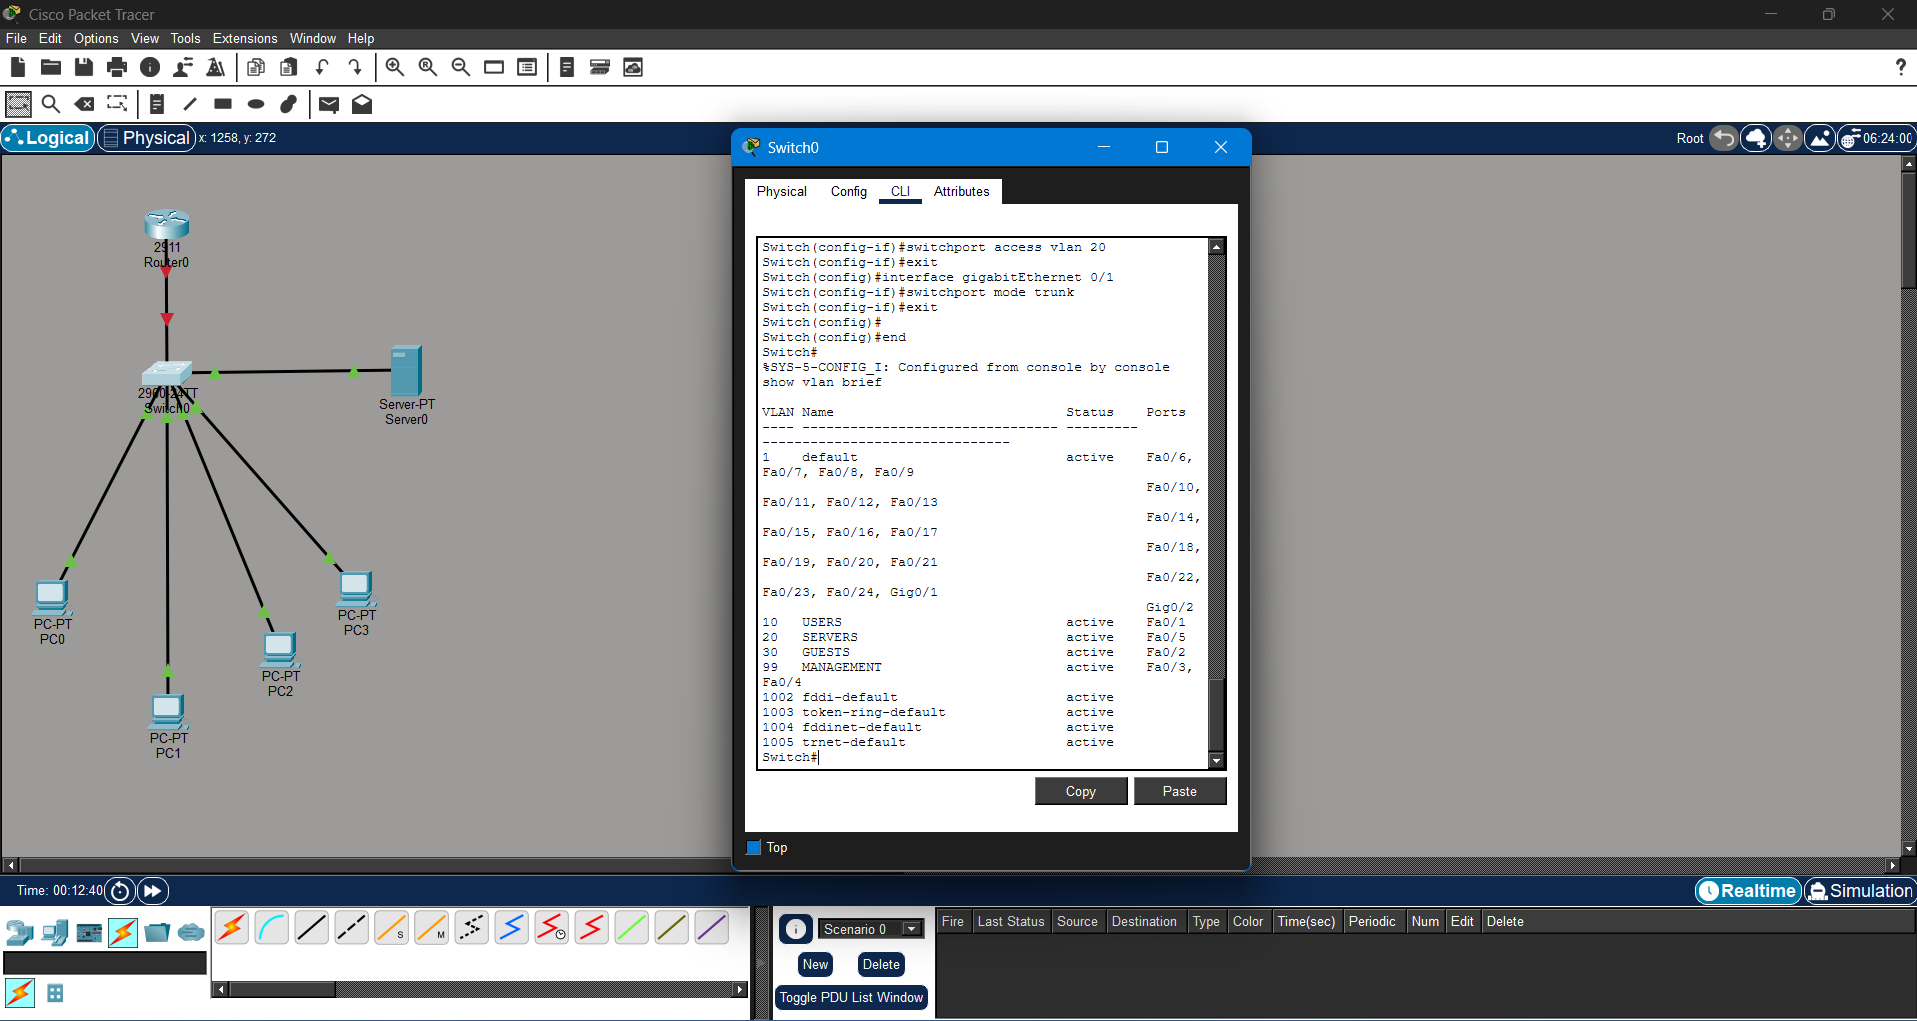 Cisco Packet Tracer
File Edit Options View Tools Extensions Window Help
?
Logical Physical x: 1258, y: 272
Root 06:24:00
Switch0
Physical Config CLI Attributes
Switch(config-if)#switchport access vlan 20
Switch(config-if)#exit
Switch(config)#interface gigabitEthernet 0/1
Switch(config-if)#switchport mode trunk
Switch(config-if)#exit
Switch(config)#
Switch(config)#end
Switch#
%SYS-5-CONFIG_I: Configured from console by console
show vlan brief
VLAN Name Status Ports
---- -------------------------------- ---------
-------------------------------
1 default active Fa0/6,
Fa0/7, Fa0/8, Fa0/9
Fa0/10,
Fa0/11, Fa0/12, Fa0/13
Fa0/14,
Fa0/15, Fa0/16, Fa0/17
Fa0/18,
Fa0/19, Fa0/20, Fa0/21
Fa0/22,
Fa0/23, Fa0/24, Gig0/1
Gig0/2
10 USERS active Fa0/1
20 SERVERS active Fa0/5
30 GUESTS active Fa0/2
99 MANAGEMENT active Fa0/3,
Fa0/4
1002 fddi-default active
1003 token-ring-default active
1004 fddinet-default active
1005 trnet-default active
Switch#
Copy Paste
Top
2911
Router0
2960-24TT
Switch0
Server-PT
Server0
PC-PT
PC0
PC-PT
PC1
PC-PT
PC2
PC-PT
PC3
Time: 00:12:40
Realtime Simulation
S
M
Scenario 0
New Delete
Toggle PDU List Window
Fire Last Status Source Destination Type Color Time(sec) Periodic Num Edit Delete